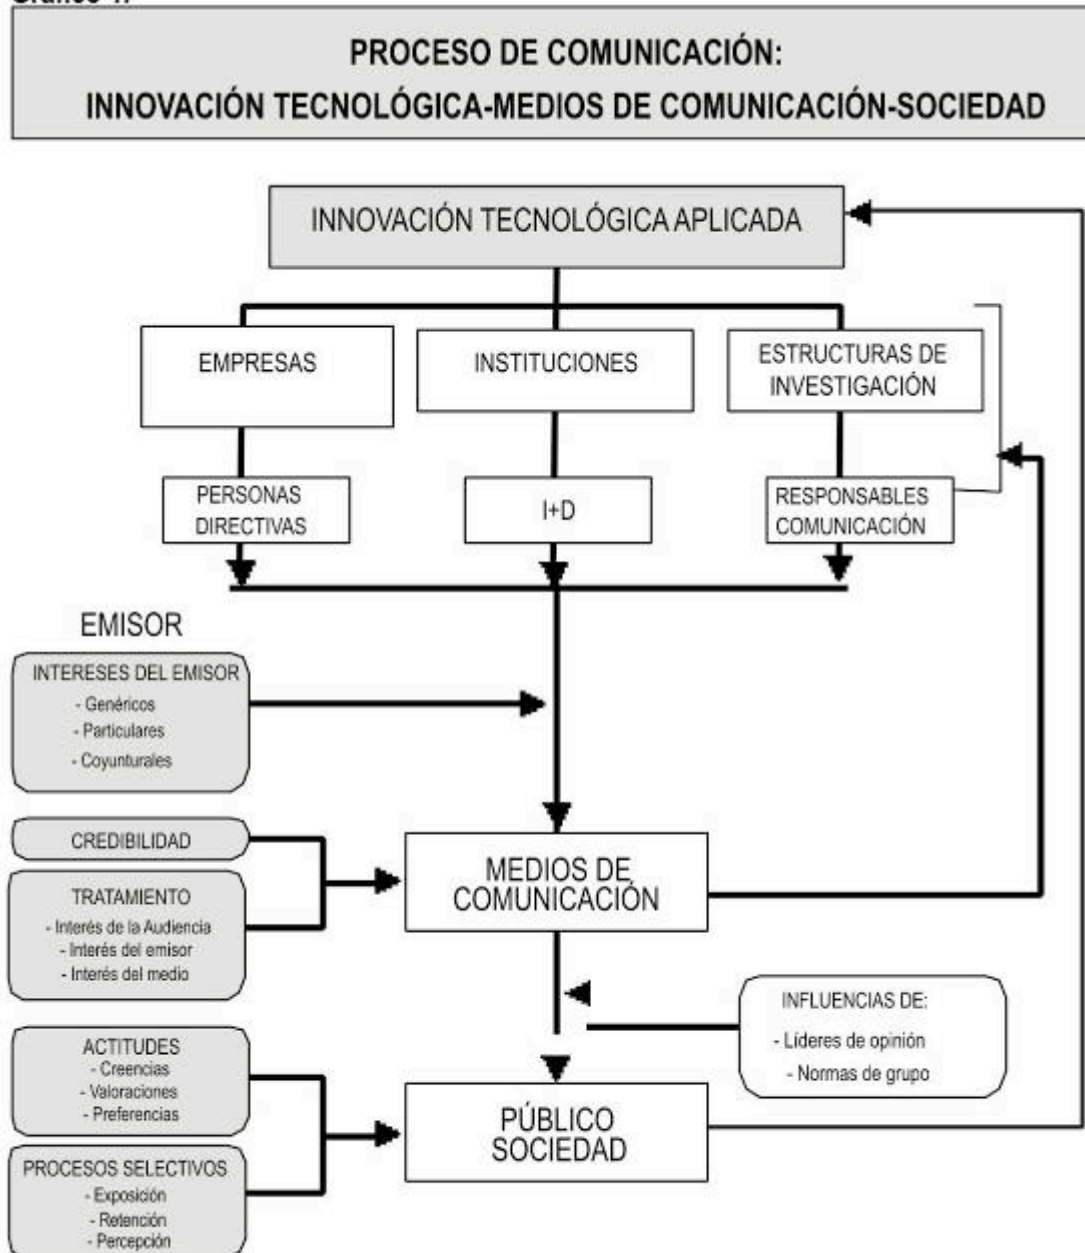 PROCESO DE COMUNICACIÓN:
INNOVACIÓN TECNOLÓGICA-MEDIOS DE COMUNICACIÓN-SOCIEDAD
INNOVACIÓN TECNOLÓGICA APLICADA
EMPRESAS
INSTITUCIONES
ESTRUCTURAS DE
INVESTIGACIÓN
PERSONAS
DIRECTIVAS
I+D
RESPONSABLES
COMUNICACIÓN
EMISOR
INTERESES DEL EMISOR
- Genéricos
- Particulares
- Coyunturales
CREDIBILIDAD
TRATAMIENTO
- Interés de la Audiencia
- Interés del emisor
- Interés del medio
MEDIOS DE
COMUNICACIÓN
INFLUENCIAS DE:
- Líderes de opinión
- Normas de grupo
ACTITUDES
- Creencias
- Valoraciones
- Preferencias
PÚBLICO
SOCIEDAD
PROCESOS SELECTIVOS
- Exposición
- Retención
- Percepción